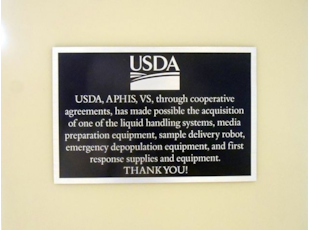 USDA
USDA, APHIS, VS, through cooperative
agreements, has made possible the acquisition
of one of the liquid handling systems, media
preparation equipment, sample delivery robot,
emergency depopulation equipment, and first
response supplies and equipment.
THANK YOU!